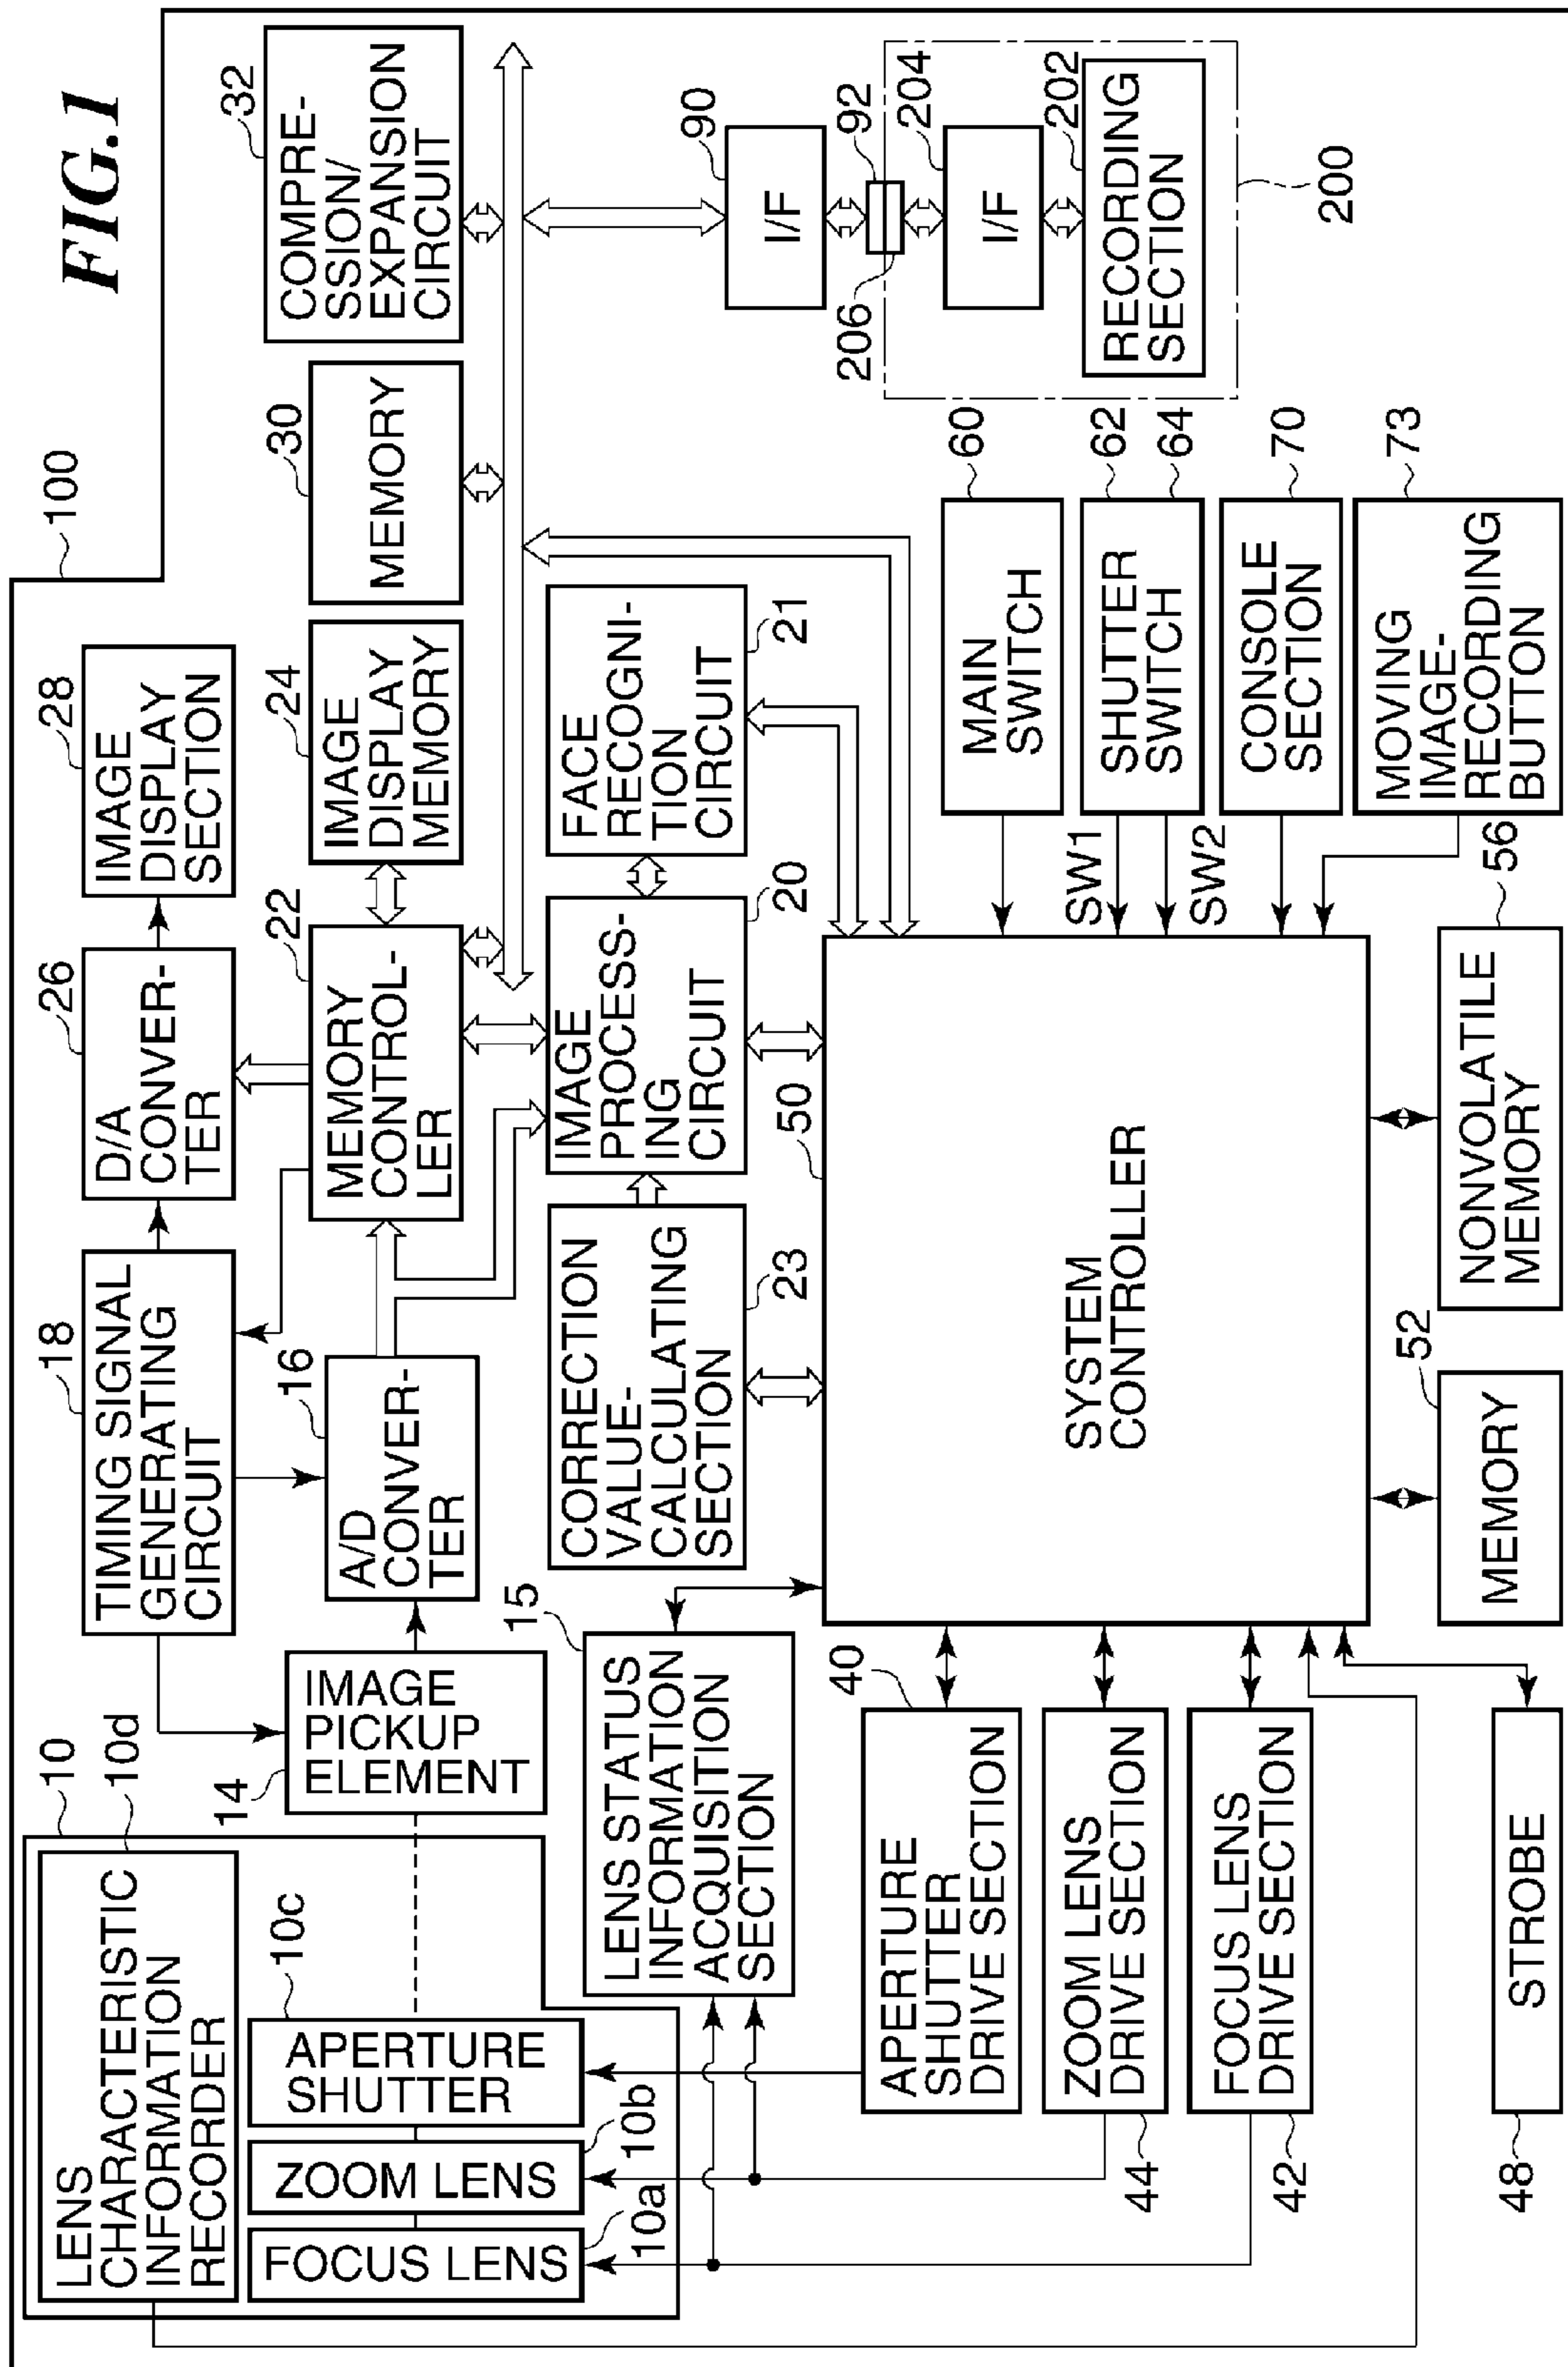 FIG.1
100
10
10d
LENS
CHARACTERISTIC
INFORMATION
RECORDER
10c
APERTURE
SHUTTER
10b
ZOOM LENS
10a
FOCUS LENS
14
IMAGE
PICKUP
ELEMENT
18
TIMING SIGNAL
GENERATING
CIRCUIT
16
A/D
CONVER-
TER
26
D/A
CONVER-
TER
28
IMAGE
DISPLAY
SECTION
22
MEMORY
CONTROL-
LER
24
IMAGE
DISPLAY
MEMORY
30
MEMORY
32
COMPRE-
SSION/
EXPANSION
CIRCUIT
15
LENS STATUS
INFORMATION
ACQUISITION
SECTION
CORRECTION
VALUE-
CALCULATING
SECTION
23
IMAGE
PROCESS-
ING
CIRCUIT
20
FACE
RECOGNI-
TION
CIRCUIT
21
90
I/F
92
206
204
I/F
202
RECORDING
SECTION
200
40
APERTURE
SHUTTER
DRIVE SECTION
ZOOM LENS
DRIVE SECTION
44
FOCUS LENS
DRIVE SECTION
42
STROBE
48
50
SYSTEM
CONTROLLER
MAIN
SWITCH
60
SW1
SHUTTER
SWITCH
62
64
SW2
CONSOLE
SECTION
70
MOVING
IMAGE-
RECORDING
BUTTON
73
52
MEMORY
56
NONVOLATILE
MEMORY